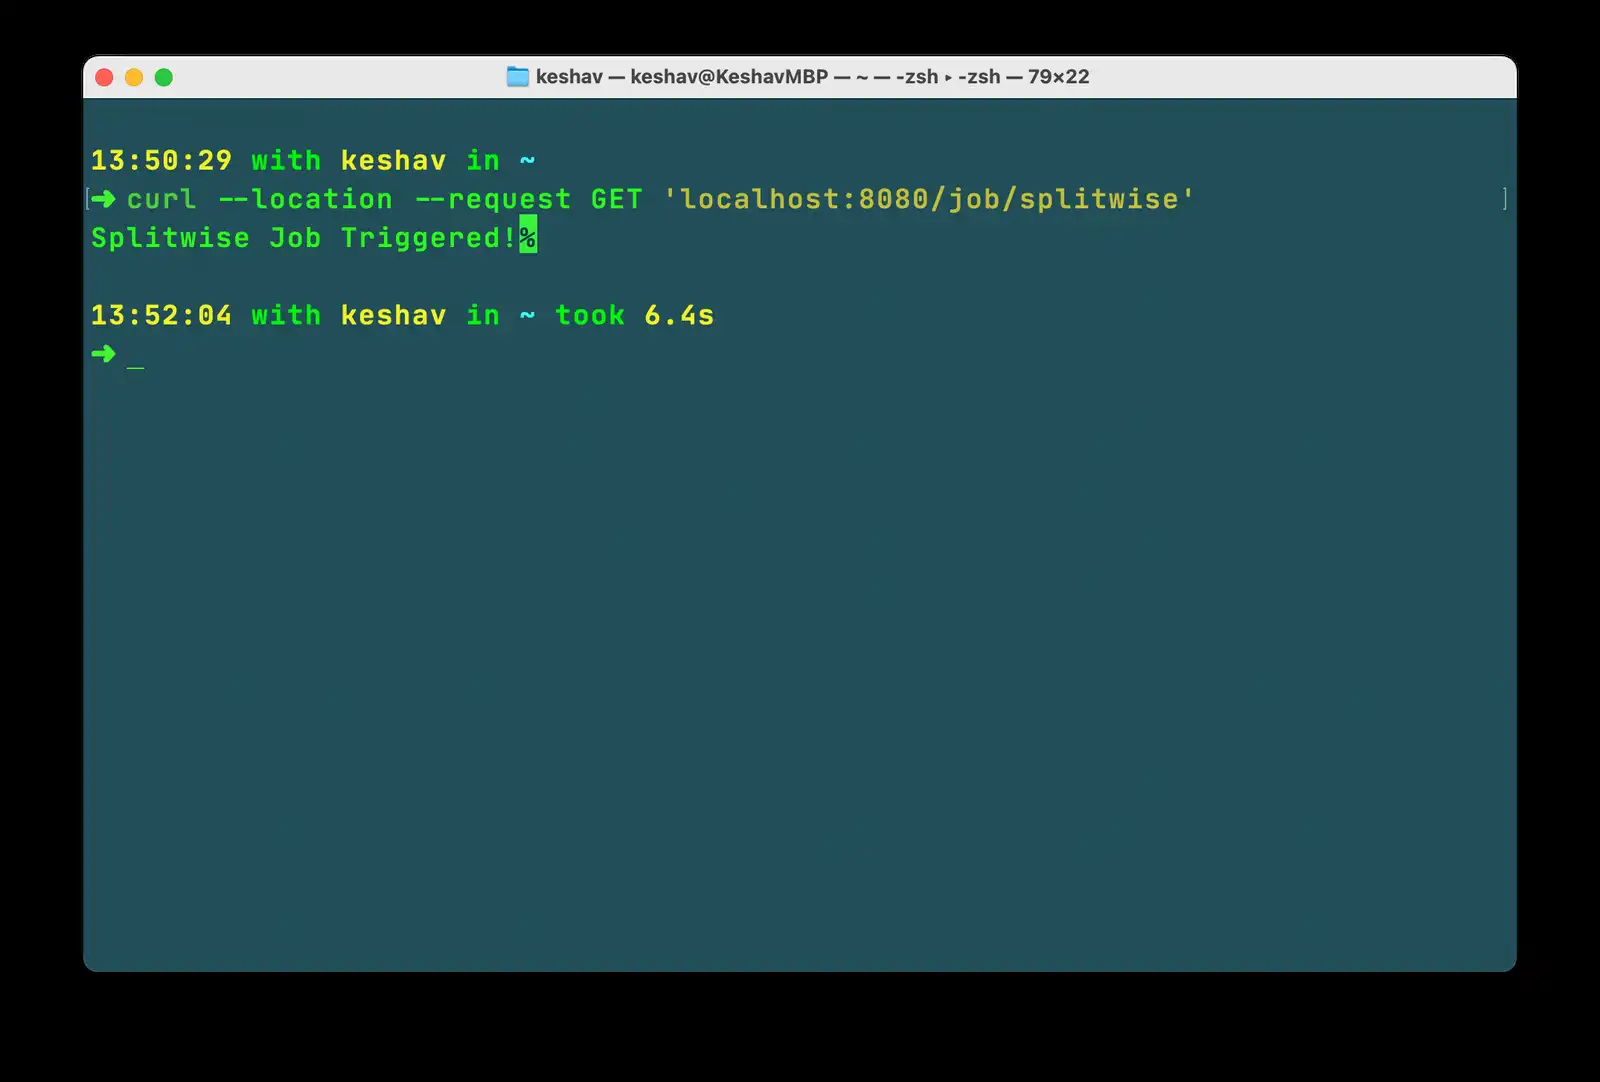 keshav — keshav@KeshavMBP — ~ — -zsh ▸ -zsh — 79×22
13:50:29 with keshav in ~
➜ curl --location --request GET 'localhost:8080/job/splitwise'
Splitwise Job Triggered!%
13:52:04 with keshav in ~ took 6.4s
➜ _